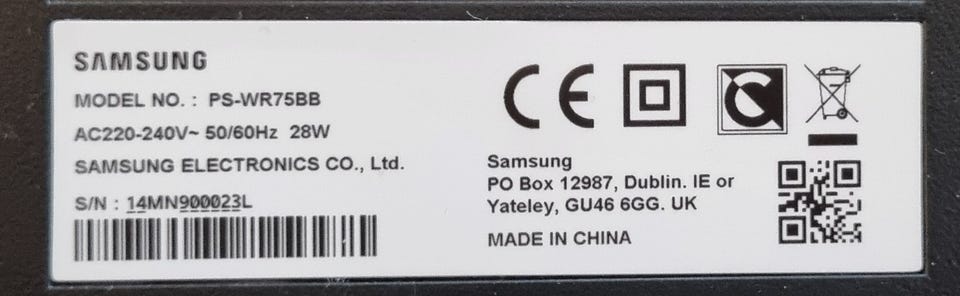 SAMSUNG
MODEL NO. : PS-WR75BB
AC220-240V~ 50/60Hz 28W
SAMSUNG ELECTRONICS CO., Ltd.
S/N : 14MN900023L
CE
Samsung
PO Box 12987, Dublin. IE or
Yateley, GU46 6GG. UK
MADE IN CHINA